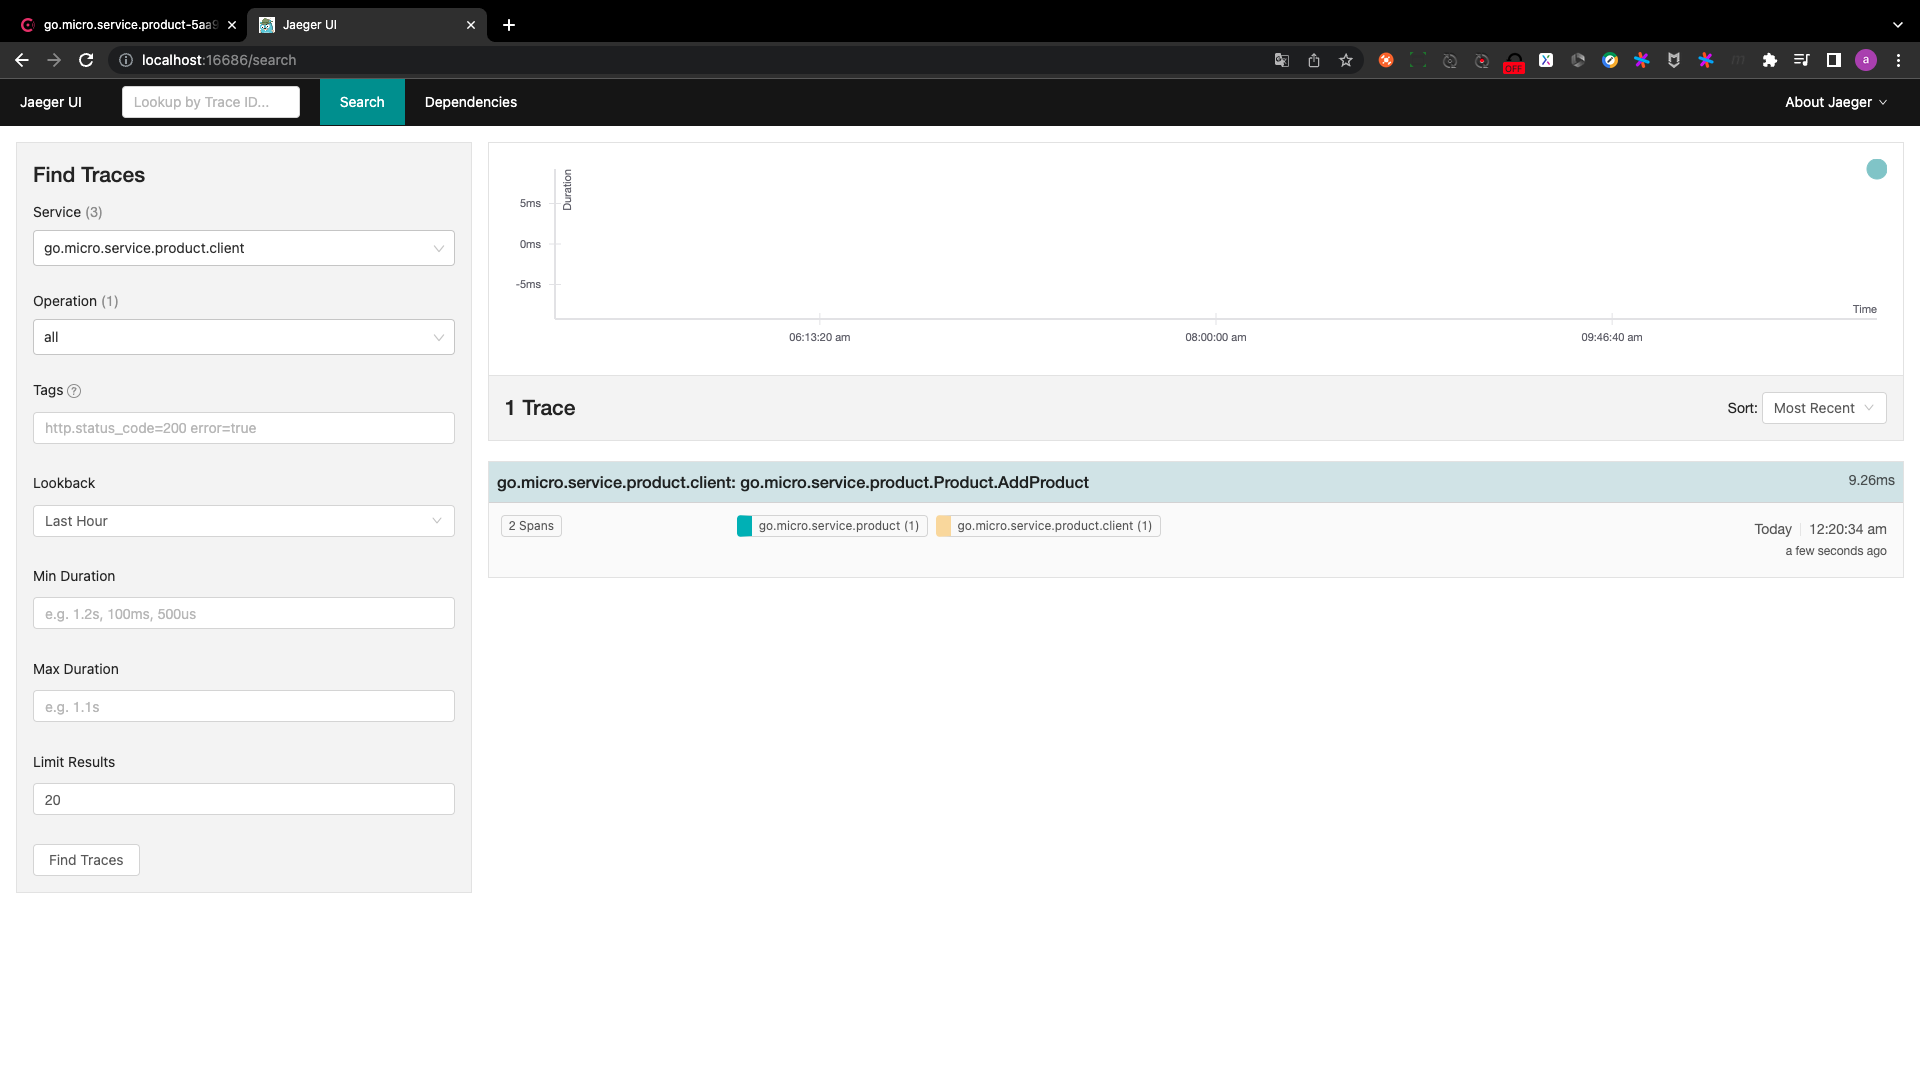 go.micro.service.product-5aa9
Jaeger UI
localhost:16686/search
OFF
a
Jaeger UI
Lookup by Trace ID...
Search
Dependencies
About Jaeger
Find Traces
Service (3)
go.micro.service.product.client
Operation (1)
all
Tags ?
http.status_code=200 error=true
Lookback
Last Hour
Min Duration
e.g. 1.2s, 100ms, 500us
Max Duration
e.g. 1.1s
Limit Results
20
Find Traces
Duration
5ms
0ms
-5ms
Time
06:13:20 am
08:00:00 am
09:46:40 am
1 Trace
Sort: Most Recent
go.micro.service.product.client: go.micro.service.product.Product.AddProduct
9.26ms
2 Spans
go.micro.service.product (1)
go.micro.service.product.client (1)
Today
12:20:34 am
a few seconds ago